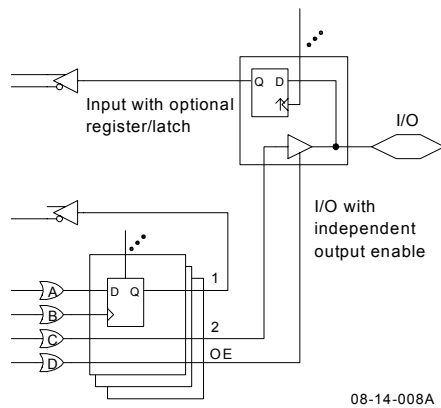 Q D
I/O
Input with optional
register/latch
I/O with
independent
output enable
1
A
D Q
B
2
C
OE
D
08-14-008A